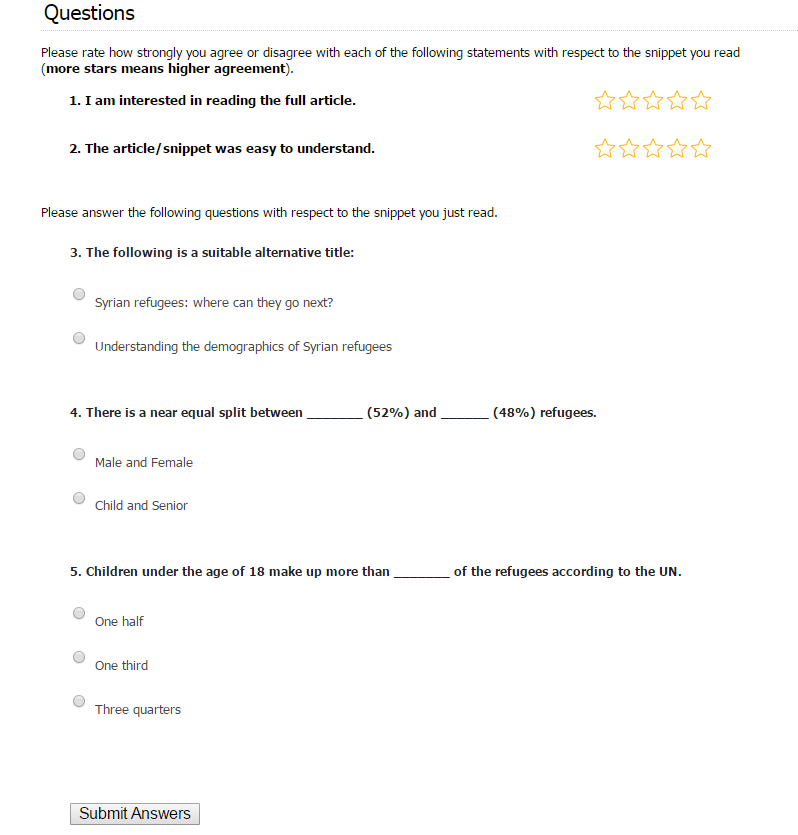 Questions
Please rate how strongly you agree or disagree with each of the following statements with respect to the snippet you read
(more stars means higher agreement).
1. I am interested in reading the full article.
2. The article/snippet was easy to understand.
Please answer the following questions with respect to the snippet you just read.
3. The following is a suitable alternative title:
Syrian refugees: where can they go next?
Understanding the demographics of Syrian refugees
4. There is a near equal split between _______ (52%) and ______ (48%) refugees.
Male and Female
Child and Senior
5. Children under the age of 18 make up more than _______ of the refugees according to the UN.
One half
One third
Three quarters
Submit Answers